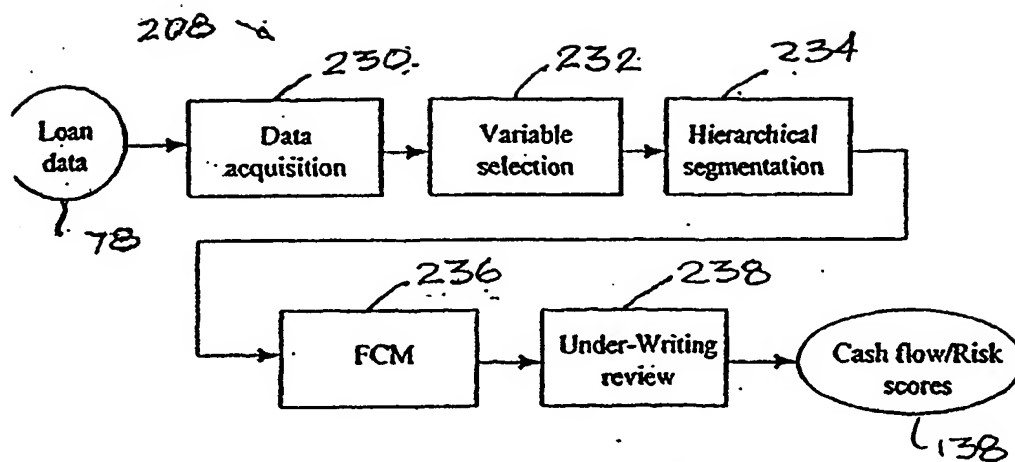 208
230
232
234
Loan
data
Data
acquisition
Variable
selection
Hierarchical
segmentation
78
236
238
FCM
Under-Writing
review
Cash flow/Risk
scores
138